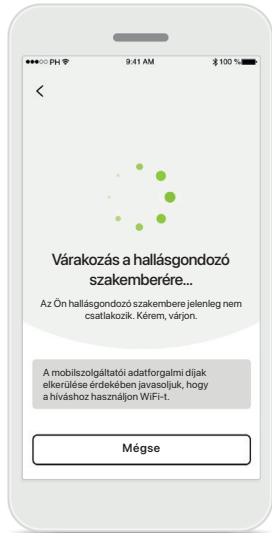 ●●●○○ PH 9:41 AM 100 %
Várakozás a hallásgondozó
szakemberére...
Az Ön hallásgondozó szakembere jelenleg nem
csatlakozik. Kérem, várjon.
A mobilszolgáltatói adatforgalmi díjak
elkerülése érdekében javasoljuk, hogy
a híváshoz használjon WiFi-t.
Mégse